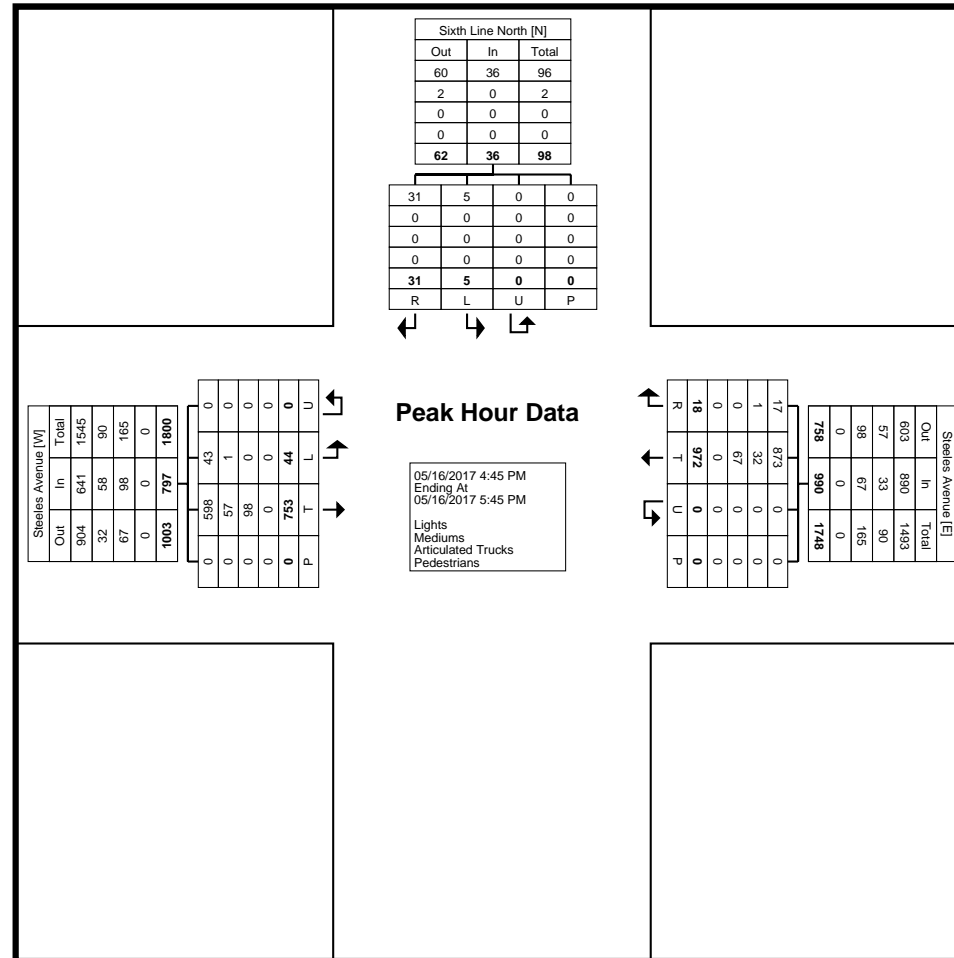 Sixth Line North [N]
Out In Total
60 36 96
2 0 2
0 0 0
0 0 0
62 36 98
31 5 0 0
0 0 0 0
0 0 0 0
0 0 0 0
31 5 0 0
R L U P
Steeles Avenue [W]
Total In Out
1545 641 904
90 58 32
165 98 67
0 0 0
1800 797 1003
0 43 598 0
0 1 57 0
0 0 98 0
0 0 0 0
0 44 753 0
U L T P
Peak Hour Data
05/16/2017 4:45 PM
Ending At
05/16/2017 5:45 PM
Lights
Mediums
Articulated Trucks
Pedestrians
R T U P
18 972 0 0
0 0 0 0
0 67 0 0
1 32 0 0
17 873 0 0
Steeles Avenue [E]
Out In Total
603 890 1493
57 33 90
98 67 165
0 0 0
758 990 1748